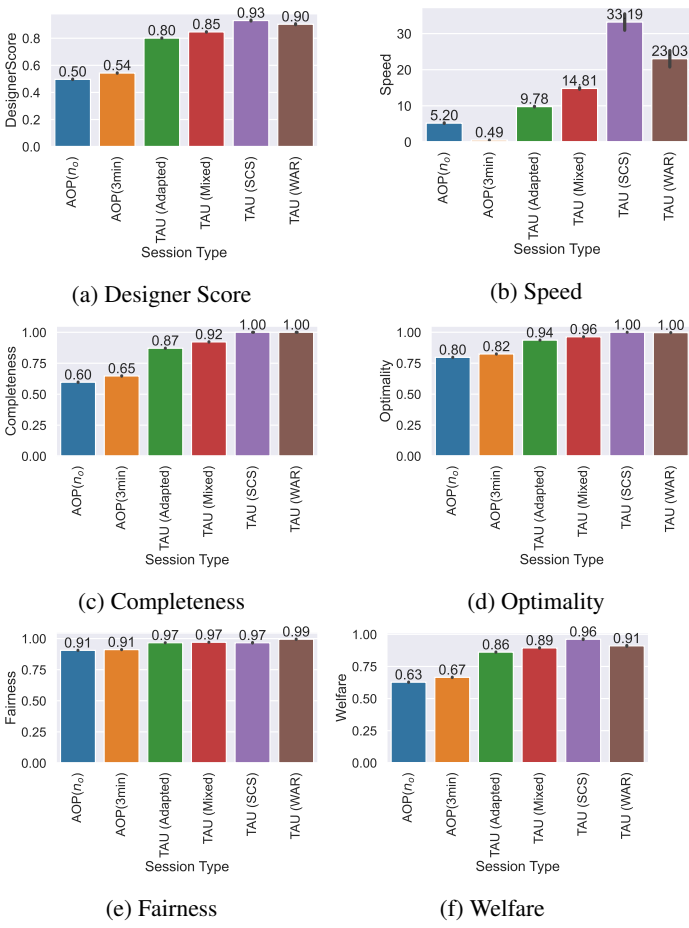 0.93
0.90
0.85
0.80
0.8
0.6
0.54
0.50
0.4
0.2
0.0
DesignerScore
AOP(n_o)
AOP(3min)
TAU (Adapted)
TAU (Mixed)
TAU (SCS)
TAU (WAR)
Session Type
(a) Designer Score
33.19
30
23.03
20
14.81
9.78
10
5.20
0.49
0
Speed
AOP(n_o)
AOP(3min)
TAU (Adapted)
TAU (Mixed)
TAU (SCS)
TAU (WAR)
Session Type
(b) Speed
1.00
1.00
1.00
0.92
0.87
0.75
0.65
0.60
0.50
0.25
0.00
Completeness
AOP(n_o)
AOP(3min)
TAU (Adapted)
TAU (Mixed)
TAU (SCS)
TAU (WAR)
Session Type
(c) Completeness
1.00
1.00
1.00
0.96
0.94
0.82
0.80
0.75
0.50
0.25
0.00
Optimality
AOP(n_o)
AOP(3min)
TAU (Adapted)
TAU (Mixed)
TAU (SCS)
TAU (WAR)
Session Type
(d) Optimality
1.00
0.91
0.91
0.97
0.97
0.97
0.99
0.75
0.50
0.25
0.00
Fairness
AOP(n_o)
AOP(3min)
TAU (Adapted)
TAU (Mixed)
TAU (SCS)
TAU (WAR)
Session Type
(e) Fairness
1.00
0.96
0.91
0.89
0.86
0.75
0.67
0.63
0.50
0.25
0.00
Welfare
AOP(n_o)
AOP(3min)
TAU (Adapted)
TAU (Mixed)
TAU (SCS)
TAU (WAR)
Session Type
(f) Welfare